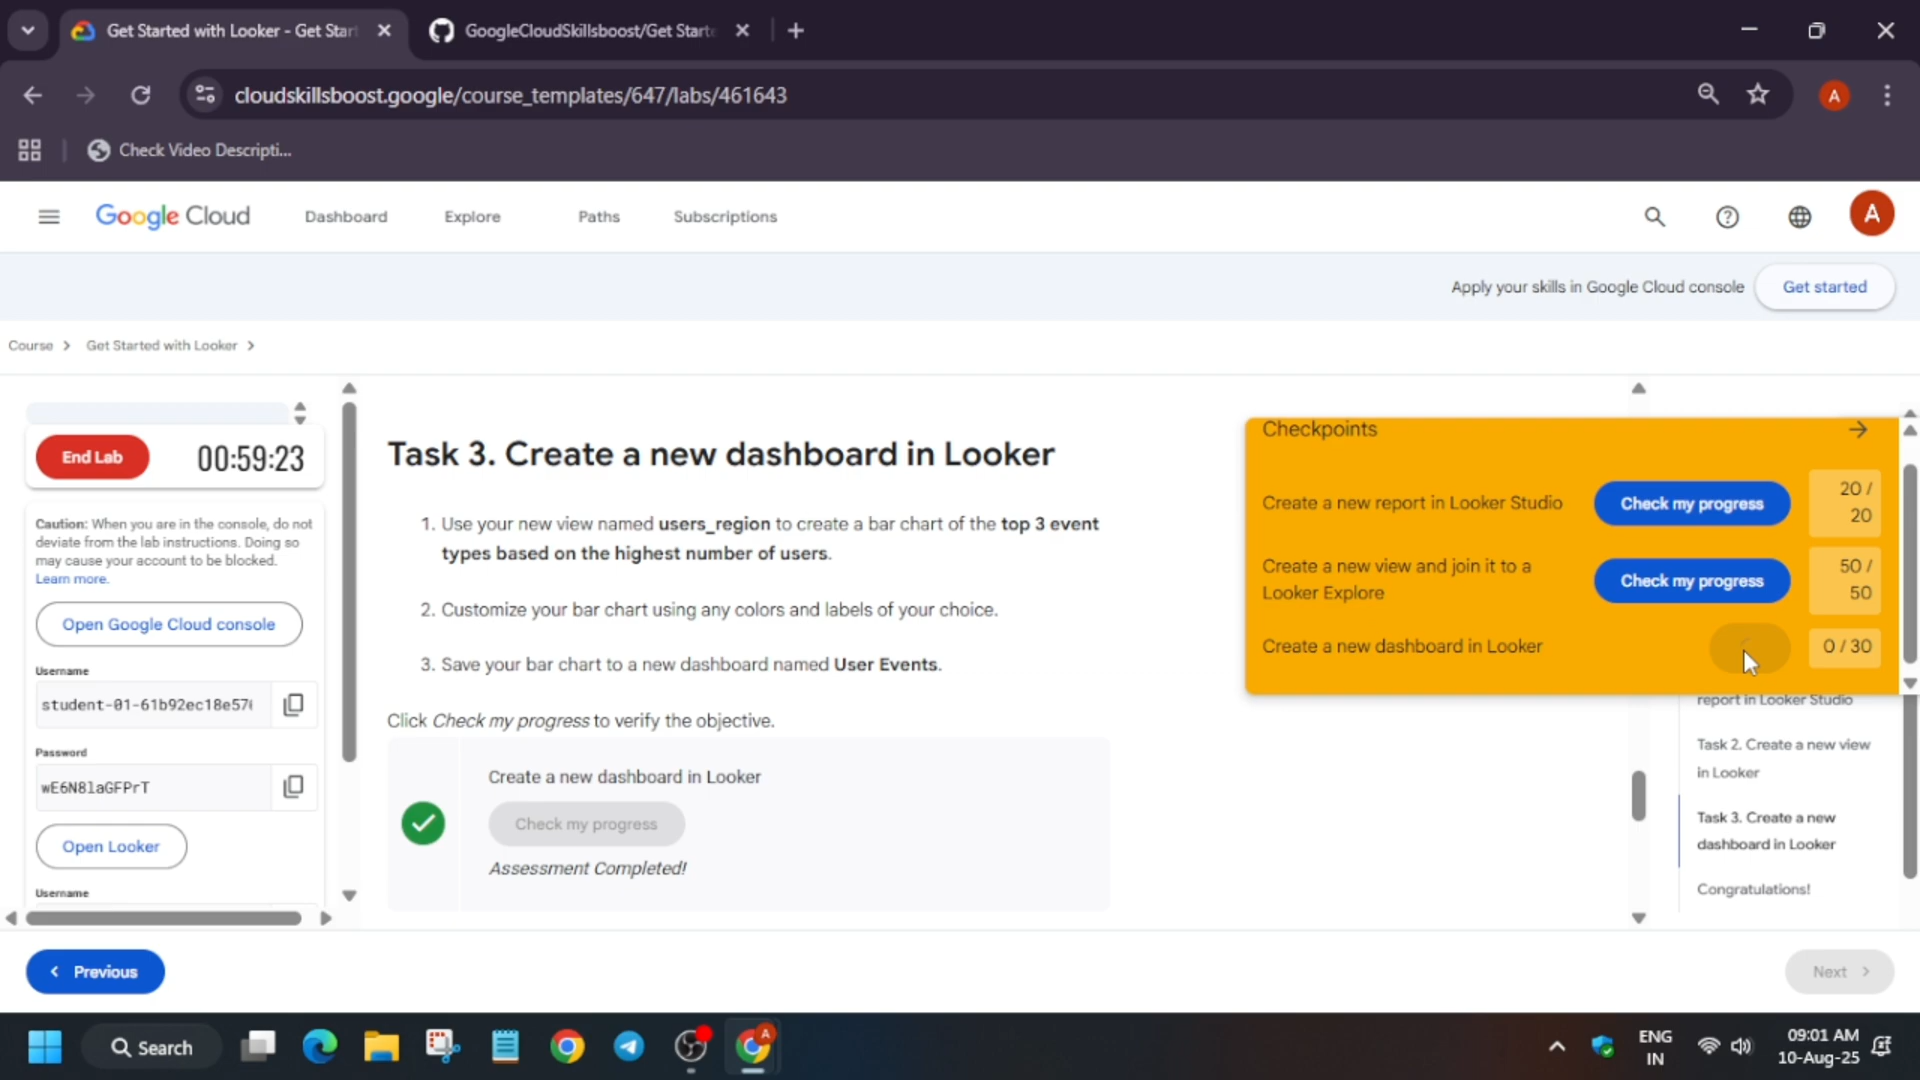 Get Started with Looker - Get Start
GoogleCloudSkillsboost/Get Starte
cloudskillsboost.google/course_templates/647/labs/461643
A
Check Video Descripti...
Google Cloud
Dashboard
Explore
Paths
Subscriptions
A
Apply your skills in Google Cloud console
Get started
Course
Get Started with Looker
End Lab
00:59:23
Caution: When you are in the console, do not
deviate from the lab instructions. Doing so
may cause your account to be blocked.
Learn more.
Open Google Cloud console
Username
student-01-61b92ec18e570
Password
wE6N8laGFPrT
Open Looker
Username
Task 3. Create a new dashboard in Looker
1. Use your new view named users_region to create a bar chart of the top 3 event
types based on the highest number of users.
2. Customize your bar chart using any colors and labels of your choice.
3. Save your bar chart to a new dashboard named User Events.
Click Check my progress to verify the objective.
Create a new dashboard in Looker
Check my progress
Assessment Completed!
Checkpoints
Create a new report in Looker Studio
Check my progress
20 /
20
Create a new view and join it to a
Looker Explore
Check my progress
50 /
50
Create a new dashboard in Looker
0 / 30
report in Looker Studio
Task 2. Create a new view
in Looker
Task 3. Create a new
dashboard in Looker
Congratulations!
Previous
Next
Search
A
ENG
IN
09:01 AM
10-Aug-25